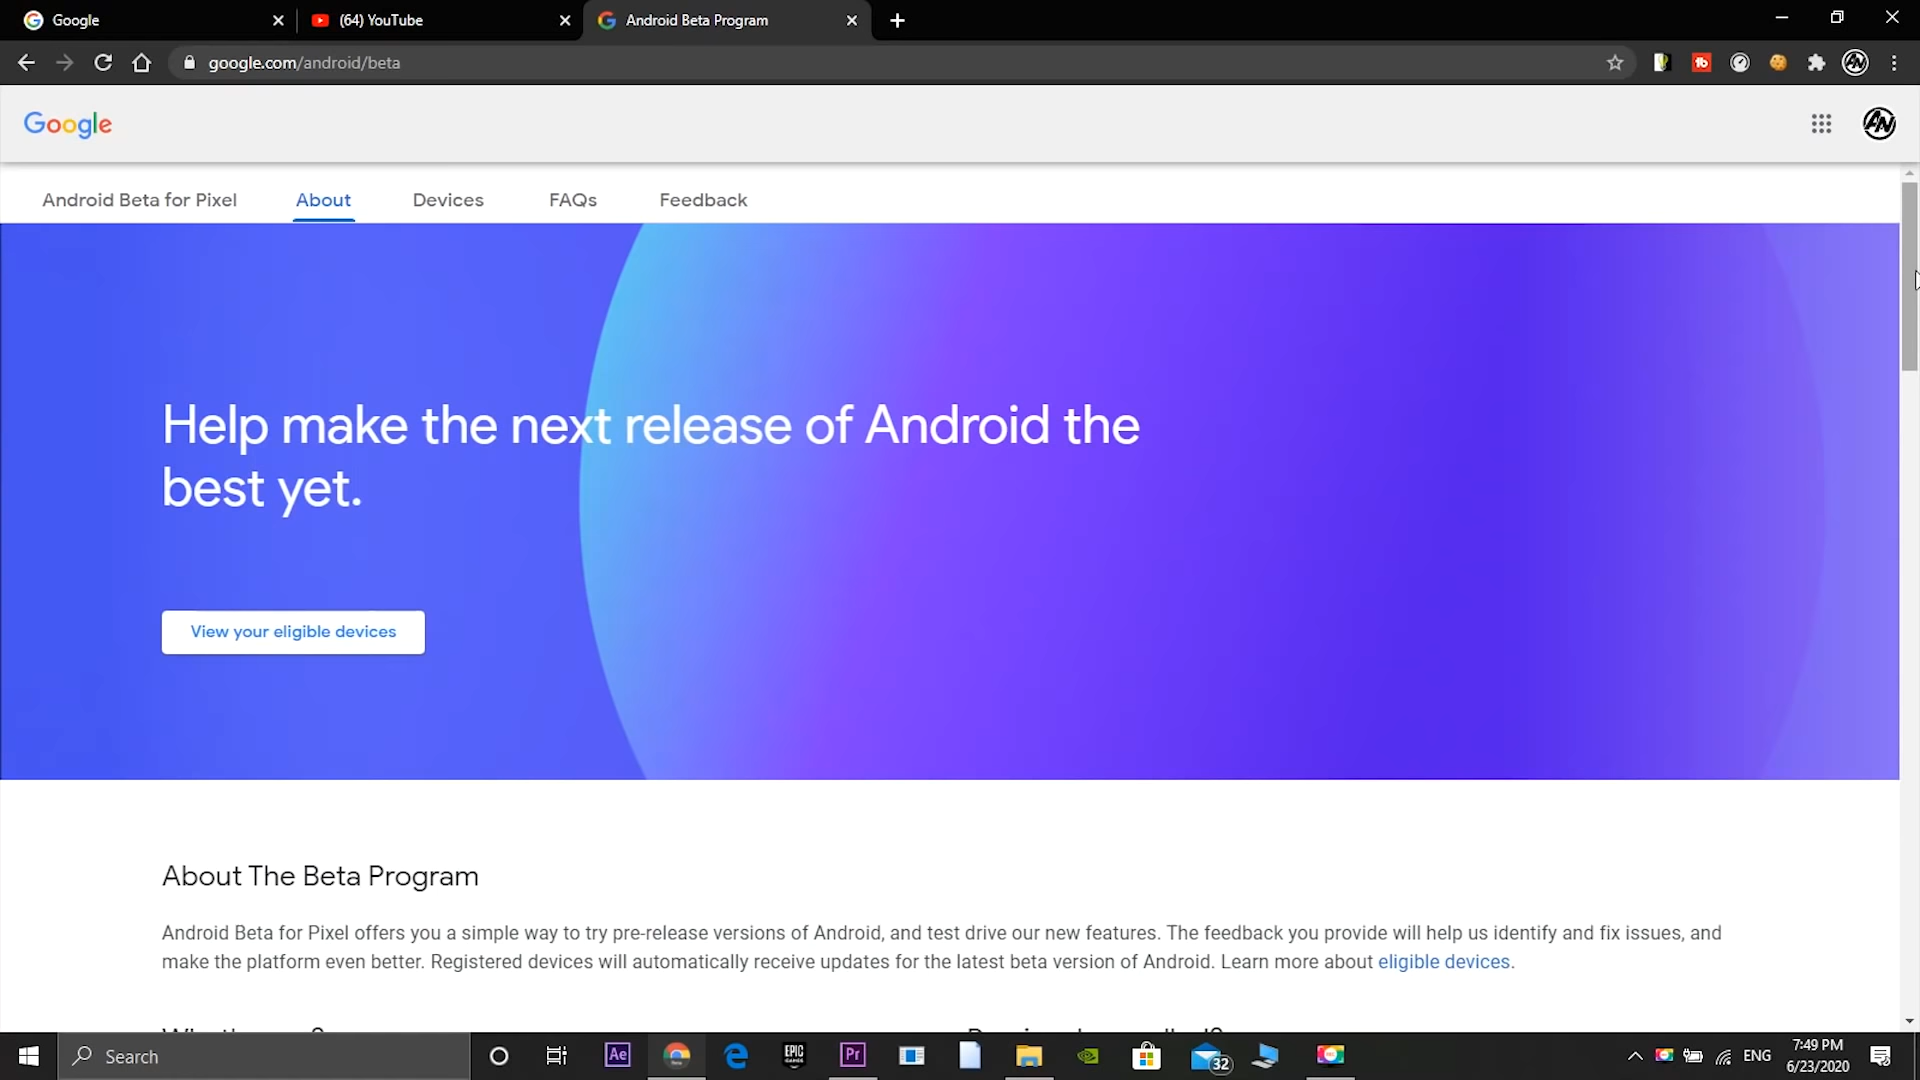 Google
(64) YouTube
Android Beta Program
google.com/android/beta
Google
Android Beta for Pixel
About
Devices
FAQs
Feedback
Help make the next release of Android the
best yet.
View your eligible devices
About The Beta Program
Android Beta for Pixel offers you a simple way to try pre-release versions of Android, and test drive our new features. The feedback you provide will help us identify and fix issues, and
make the platform even better. Registered devices will automatically receive updates for the latest beta version of Android. Learn more about eligible devices.
Search
Ae
EPIC
GAMES
Pr
32
ENG
7:49 PM
6/23/2020